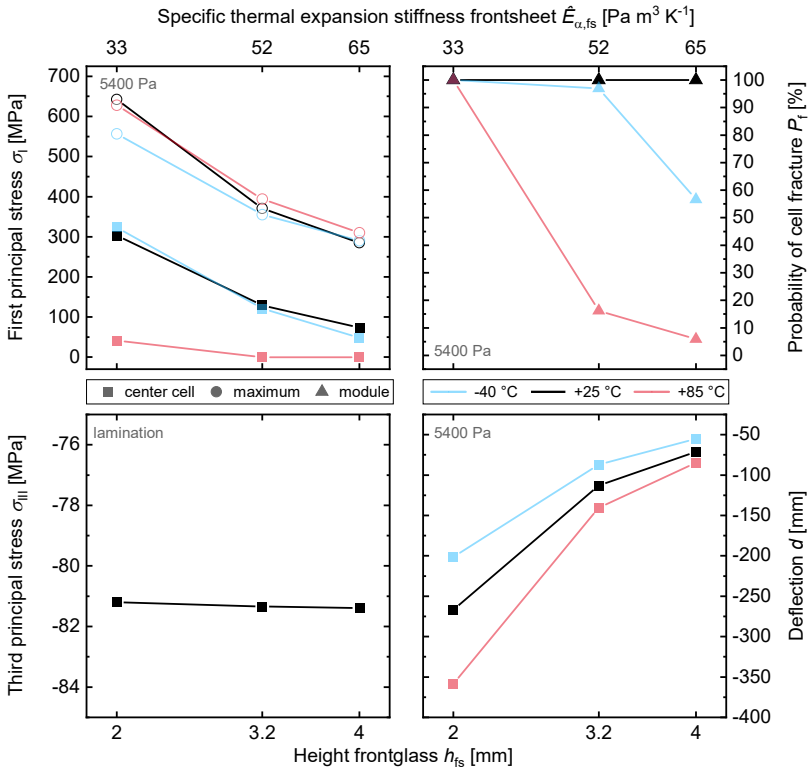 Specific thermal expansion stiffness frontsheet Ê_α,fs [Pa m³ K⁻¹]
33 52 65 33 52 65
First principal stress σ_I [MPa]
700
600
500
400
300
200
100
0
5400 Pa
Probability of cell fracture P_f [%]
100
90
80
70
60
50
40
30
20
10
0
5400 Pa
center cell maximum module
-40 °C +25 °C +85 °C
Third principal stress σ_III [MPa]
-76
-78
-80
-82
-84
lamination
Deflection d [mm]
-50
-100
-150
-200
-250
-300
-350
-400
5400 Pa
2 3.2 4 2 3.2 4
Height frontglass h_fs [mm]